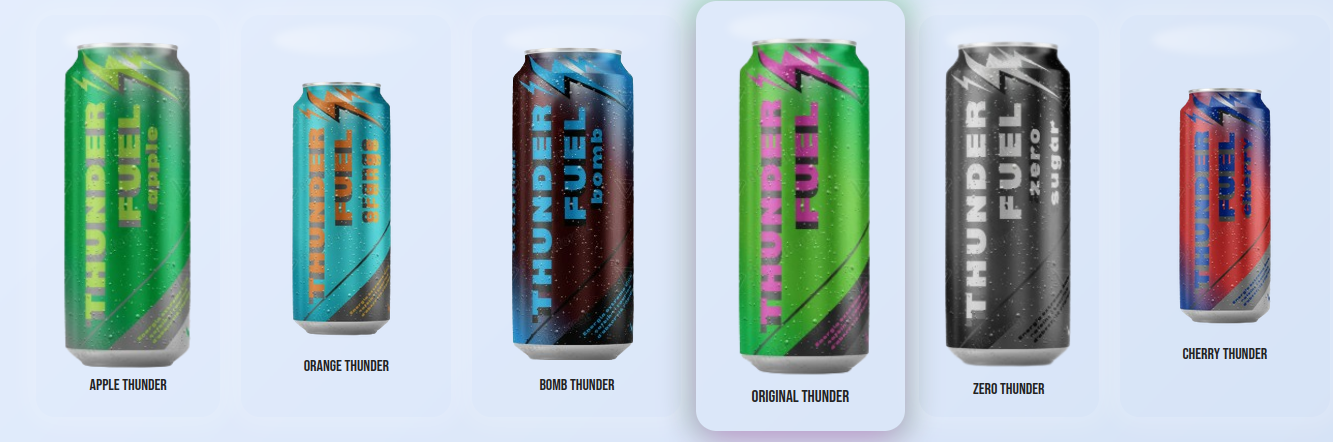 THUNDER
FUEL
apple
APPLE THUNDER
THUNDER
FUEL
orange
ORANGE THUNDER
THUNDER
FUEL
bomb
BOMB THUNDER
THUNDER
FUEL
ORIGINAL THUNDER
THUNDER
FUEL
zero
sugar
ZERO THUNDER
THUNDER
FUEL
cherry
CHERRY THUNDER